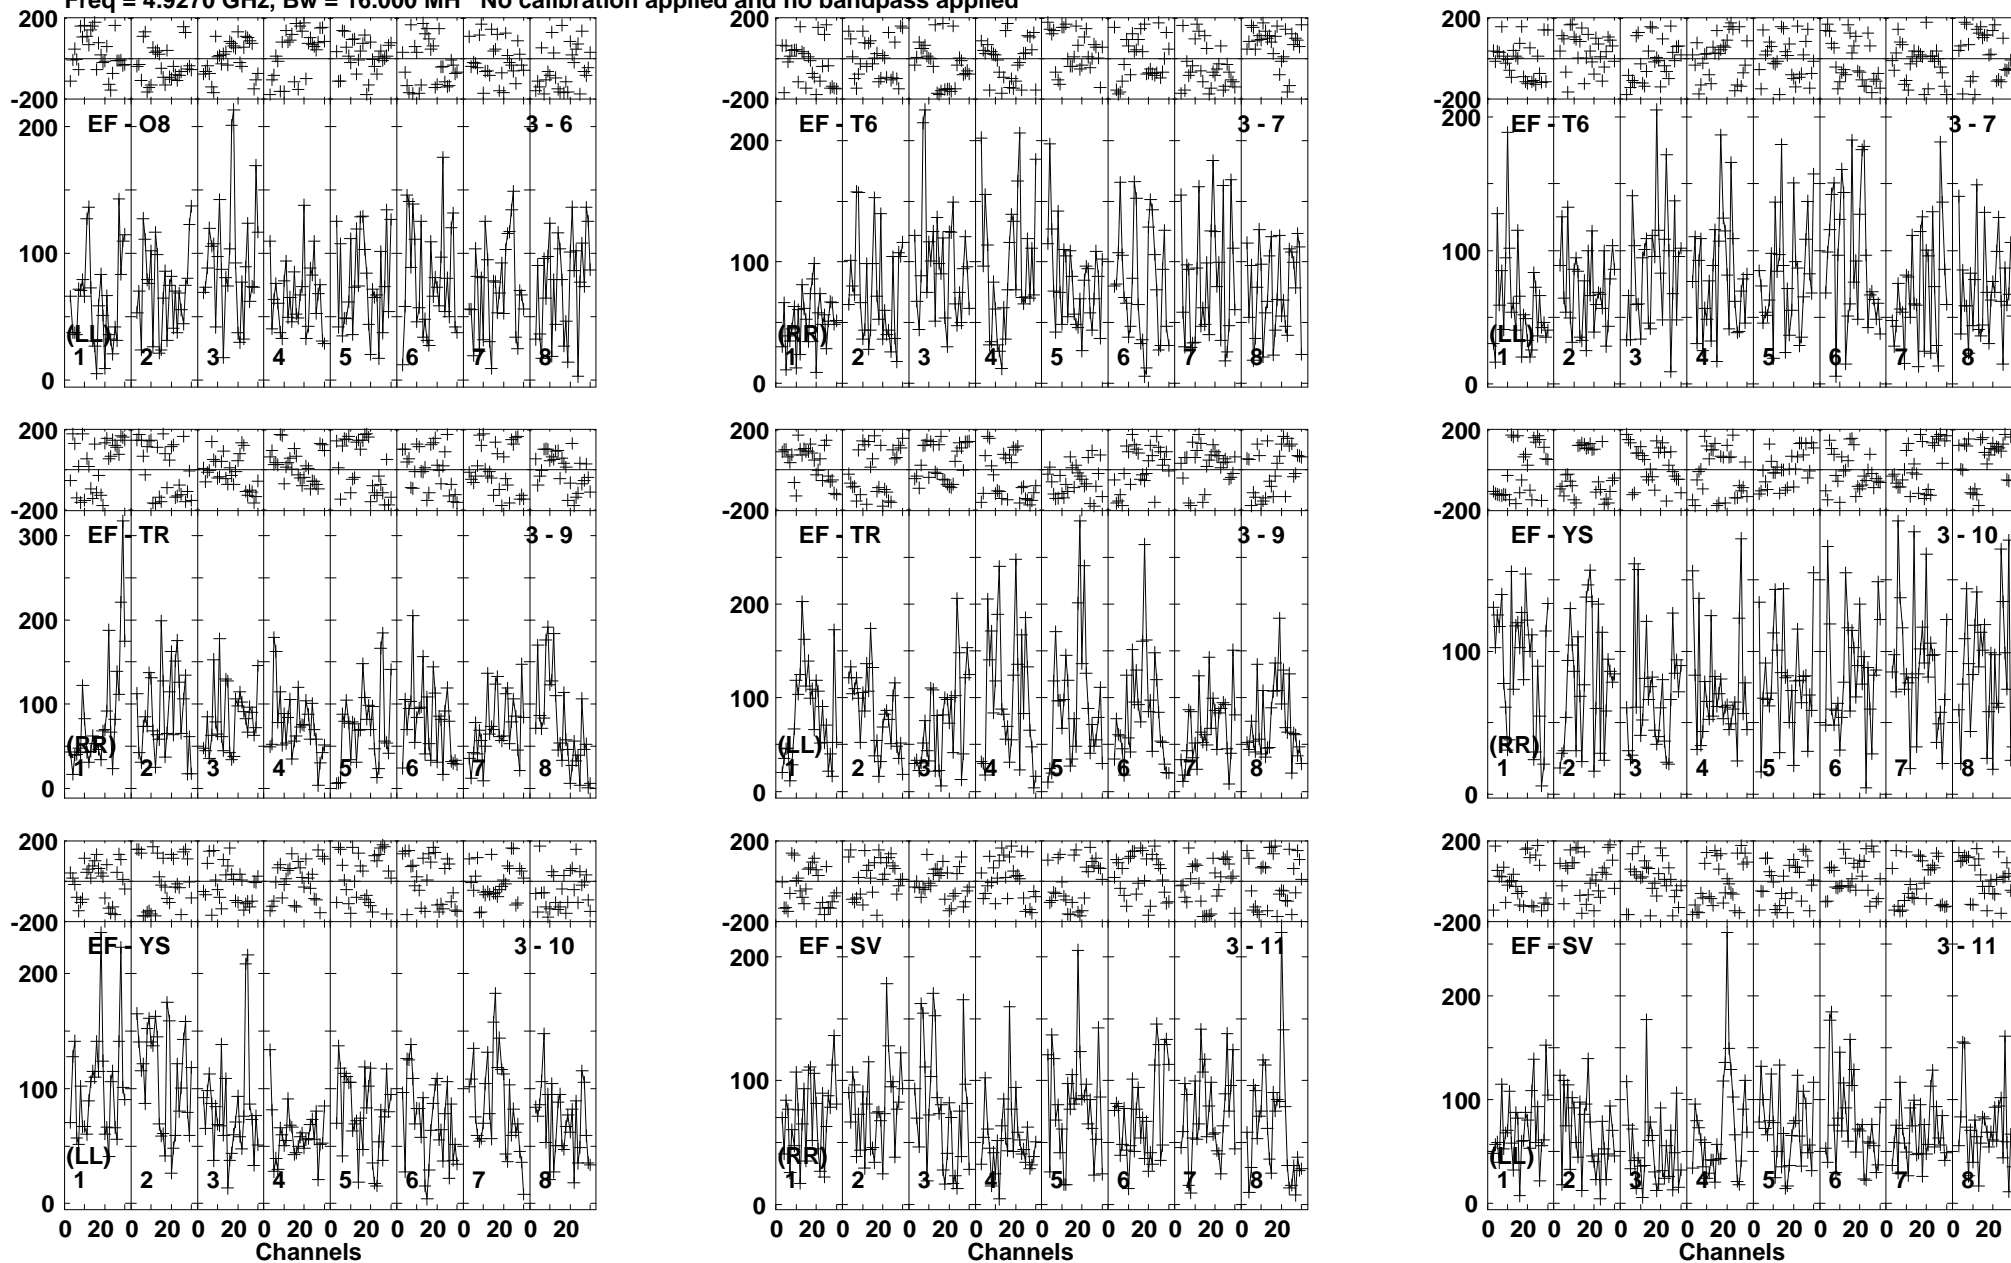 Freq = 4.9270 GHz, Bw = 16.000 MH No calibration applied and no bandpass applied
200 200 200
-200 -200 -200
EF - O8 3 - 6 EF - T6 3 - 7 EF - T6 3 - 7
200 200 200
100 100 100
(LL) (RR) (LL)
1 2 3 4 5 6 7 8 1 2 3 4 5 6 7 8 1 2 3 4 5 6 7 8
0 0 0
200 200 200
-200 -200 -200
EF - TR 3 - 9 EF - TR 3 - 9 EF - YS 3 - 10
300
200 200
100 100 100
(RR) (LL) (RR)
1 2 3 4 5 6 7 8 1 2 3 4 5 6 7 8 1 2 3 4 5 6 7 8
0 0 0
200 200 200
-200 -200 -200
EF - YS 3 - 10 EF - SV 3 - 11 EF - SV 3 - 11
200 200 200
100 100 100
(LL) (RR) (LL)
1 2 3 4 5 6 7 8 1 2 3 4 5 6 7 8 1 2 3 4 5 6 7 8
0 0 0
0 20 0 20 0 20 0 20 0 20 0 20 0 20 0 20 0 20 0 20 0 20 0 20 0 20 0 20 0 20 0 20 0 20 0 20 0 20 0 20 0 20 0 20 0 20 0 20
Channels Channels Channels